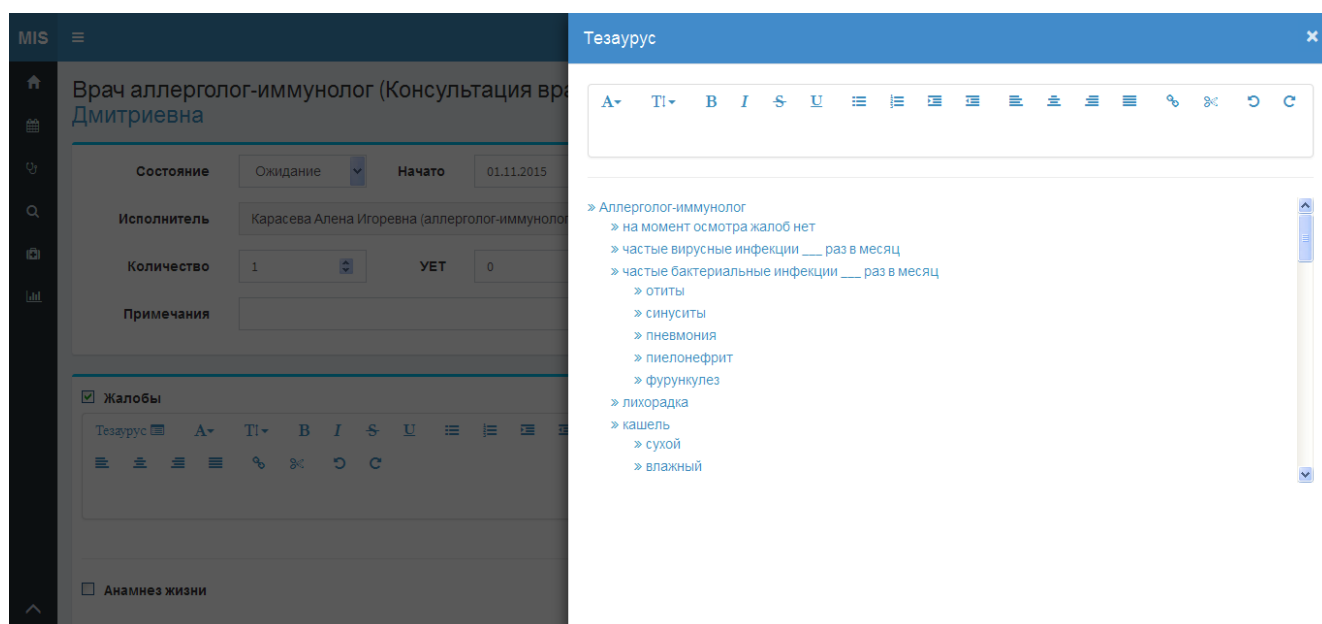 MIS
Врач аллерголог-иммунолог (Консультация вра
Дмитриевна
Состояние Ожидание Начато 01.11.2015
Исполнитель Карасева Алена Игоревна (аллерголог-иммунолог
Количество 1 УЕТ 0
Примечания
Жалобы
Тезаурус A TI B I S U
Анамнез жизни
Тезаурус
A TI B I S U
» Аллерголог-иммунолог
» на момент осмотра жалоб нет
» частые вирусные инфекции ___ раз в месяц
» частые бактериальные инфекции ___ раз в месяц
» отиты
» синуситы
» пневмония
» пиелонефрит
» фурункулез
» лихорадка
» кашель
» сухой
» влажный